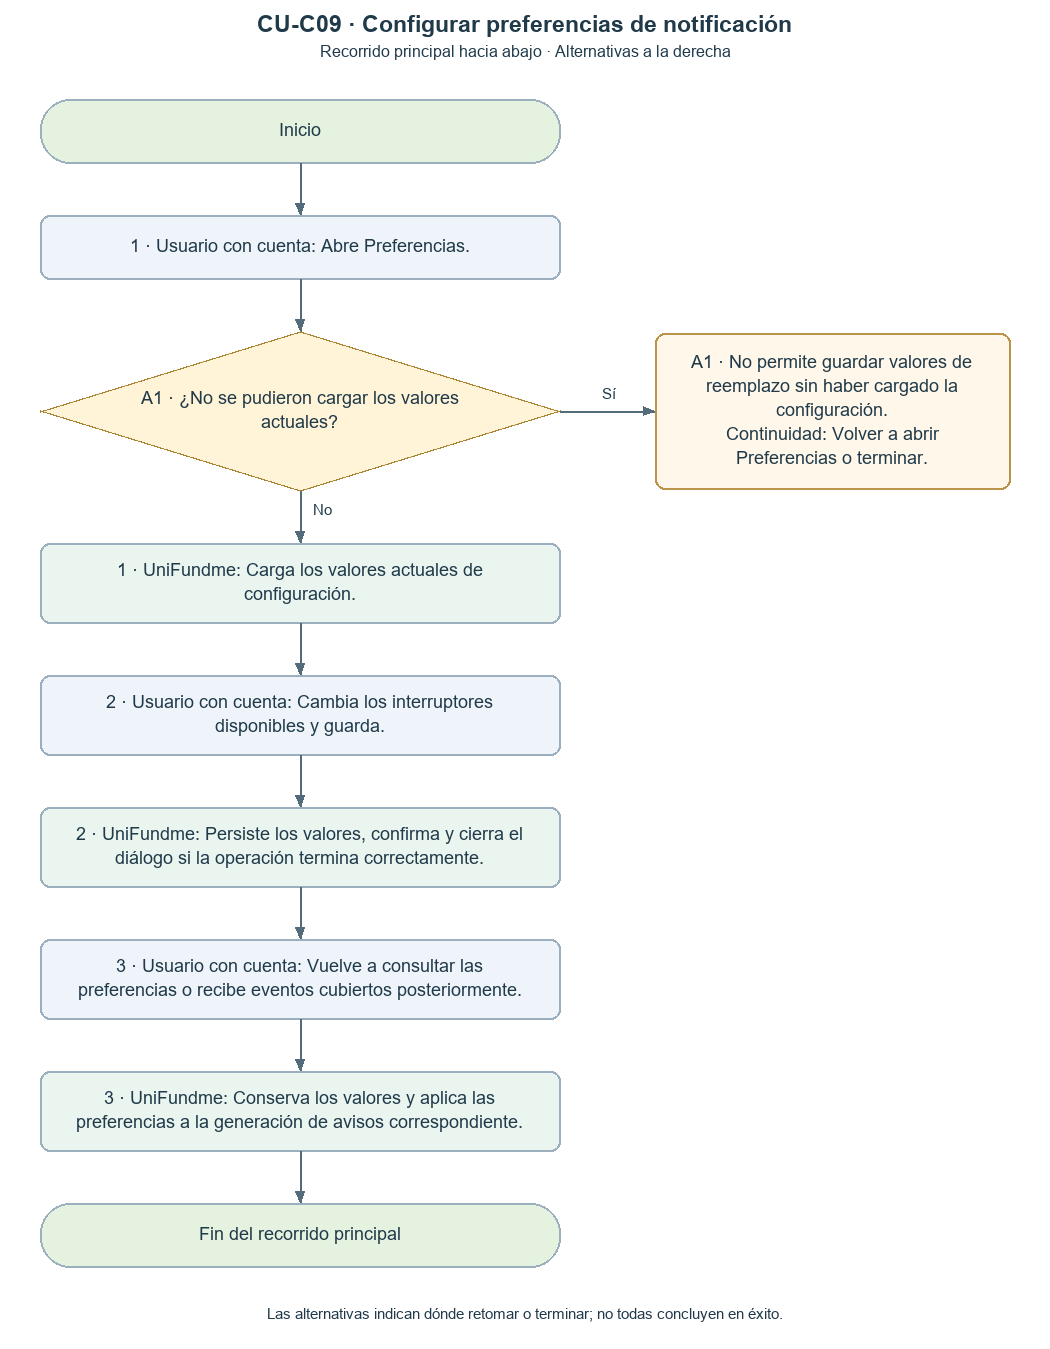 CU-C09 · Configurar preferencias de notificación
Recorrido principal hacia abajo · Alternativas a la derecha
Inicio
1 · Usuario con cuenta: Abre Preferencias.
A1 · ¿No se pudieron cargar los valores
actuales?
Sí
A1 · No permite guardar valores de
reemplazo sin haber cargado la
configuración.
Continuidad: Volver a abrir
Preferencias o terminar.
No
1 · UniFundme: Carga los valores actuales de
configuración.
2 · Usuario con cuenta: Cambia los interruptores
disponibles y guarda.
2 · UniFundme: Persiste los valores, confirma y cierra el
diálogo si la operación termina correctamente.
3 · Usuario con cuenta: Vuelve a consultar las
preferencias o recibe eventos cubiertos posteriormente.
3 · UniFundme: Conserva los valores y aplica las
preferencias a la generación de avisos correspondiente.
Fin del recorrido principal
Las alternativas indican dónde retomar o terminar; no todas concluyen en éxito.